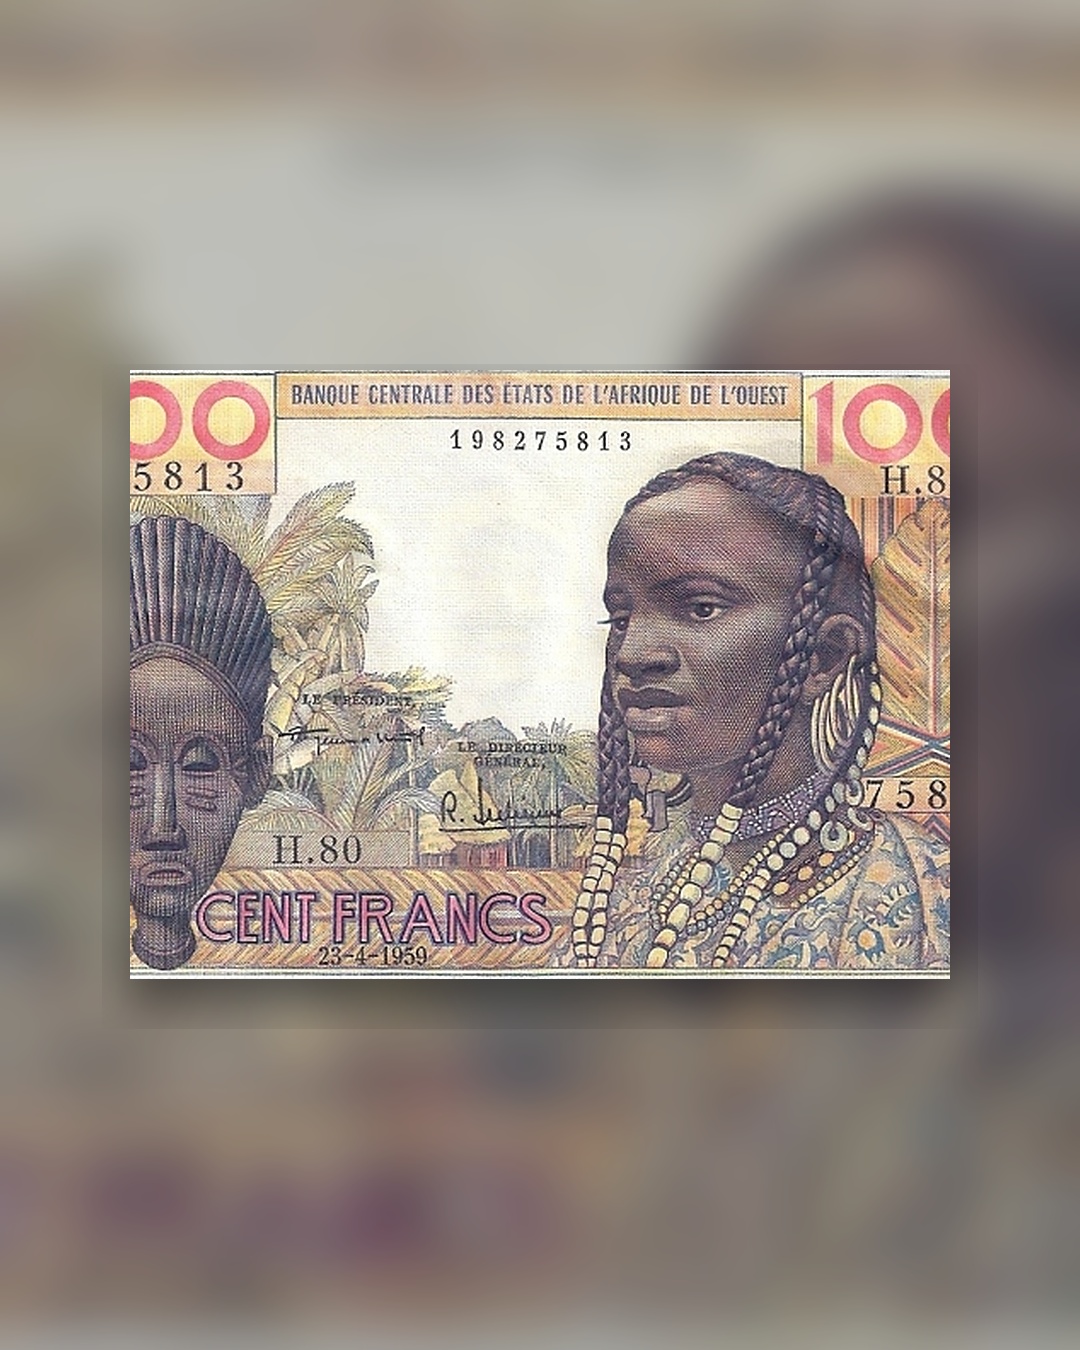 00
BANQUE CENTRALE DES ÉTATS DE L'AFRIQUE DE L'OUEST
100
198275813
5813
H.8
LE PRÉSIDENT,
LE DIRECTEUR
GÉNÉRAL,
758
H.80
CENT FRANCS
23-4-1959